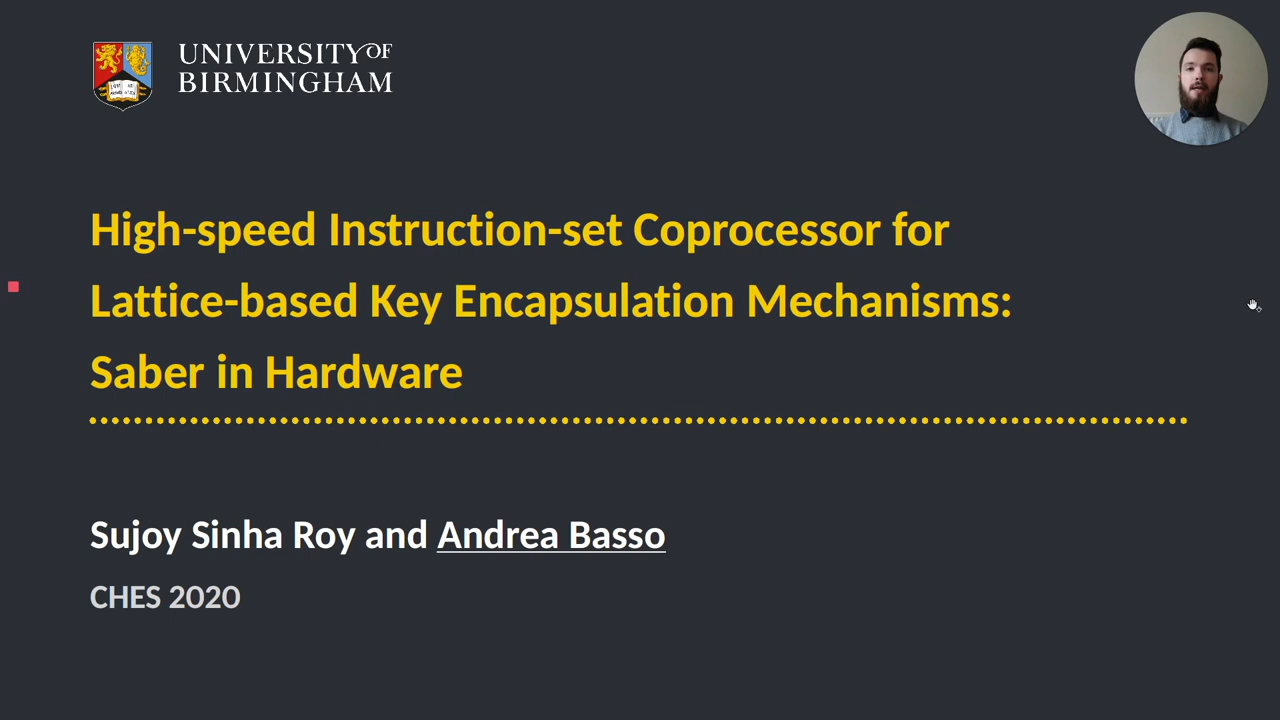 UNIVERSITY OF
BIRMINGHAM
High-speed Instruction-set Coprocessor for
Lattice-based Key Encapsulation Mechanisms:
Saber in Hardware
Sujoy Sinha Roy and Andrea Basso
CHES 2020